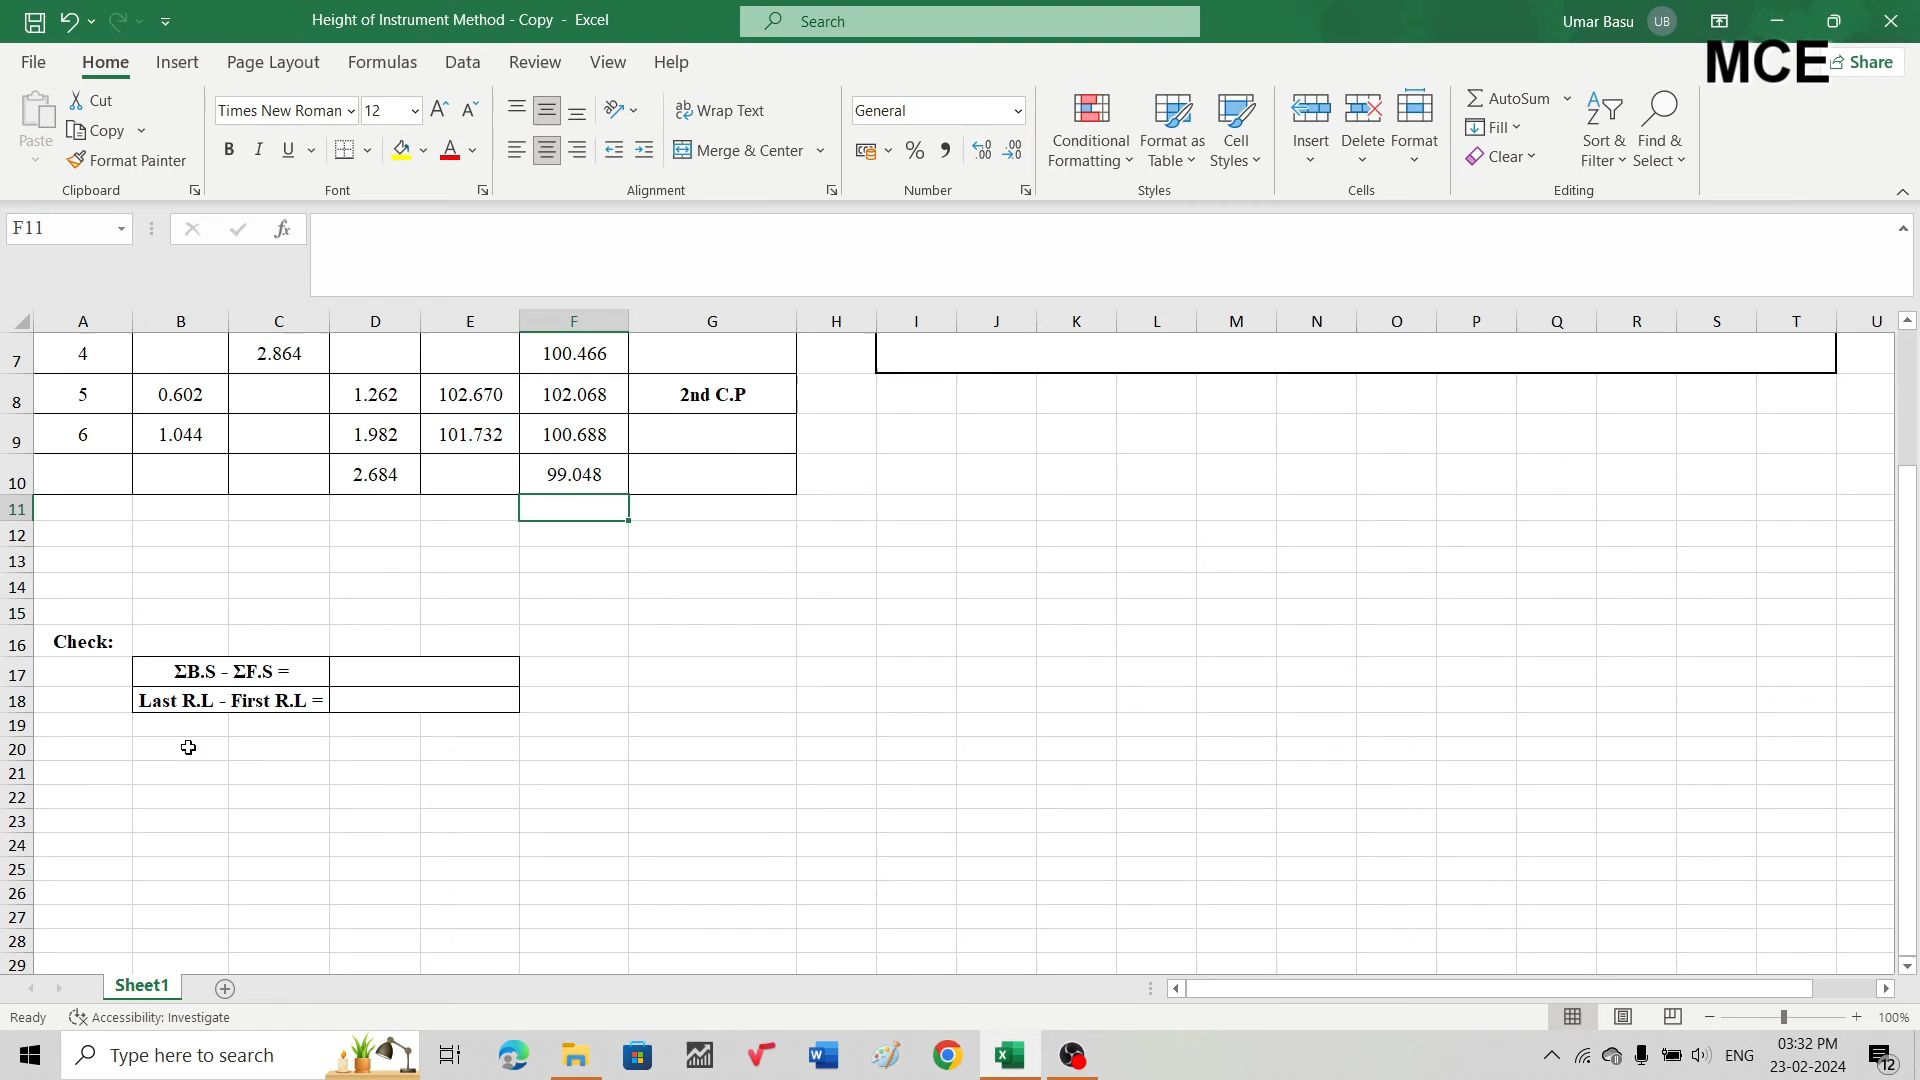 Height of Instrument Method - Copy - Excel
Search
Umar Basu UB
MCE
File Home Insert Page Layout Formulas Data Review View Help
Share
Paste
Cut
Copy
Format Painter
Clipboard
Times New Roman 12
B I U
Font
Wrap Text
Merge & Center
Alignment
General
Number
Conditional Formatting
Format as Table
Cell Styles
Styles
Insert Delete Format
Cells
AutoSum
Fill
Clear
Sort & Filter
Find & Select
Editing
F11
fx
A B C D E F G H I J K L M N O P Q R S T U
7 4 2.864 100.466
8 5 0.602 1.262 102.670 102.068 2nd C.P
9 6 1.044 1.982 101.732 100.688
10 2.684 99.048
11
12
13
14
15
16 Check:
17 ΣB.S - ΣF.S =
18 Last R.L - First R.L =
19
20
21
22
23
24
25
26
27
28
29
Sheet1
Ready Accessibility: Investigate 100%
Type here to search
ENG
03:32 PM
23-02-2024
12